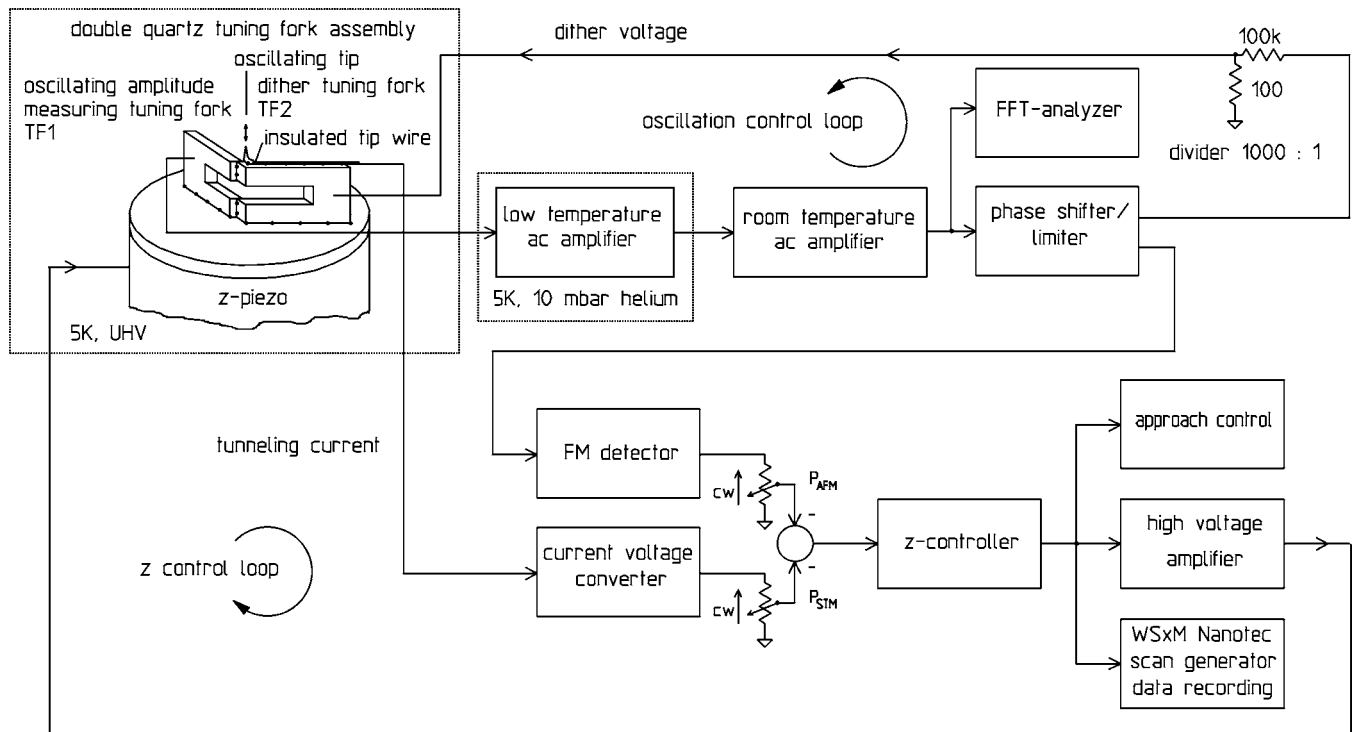 double quartz tuning fork assembly
oscillating tip
oscillating amplitude
measuring tuning fork
TF1
dither tuning fork
TF2
insulated tip wire
z-piezo
5K, UHV
dither voltage
oscillation control loop
100k
100
divider 1000 : 1
FFT-analyzer
low temperature
ac amplifier
5K, 10 mbar helium
room temperature
ac amplifier
phase shifter/
limiter
tunneling current
z control loop
FM detector
cw
PAFM
-
current voltage
converter
cw
PSTM
-
z-controller
approach control
high voltage
amplifier
WSxM Nanotec
scan generator
data recording